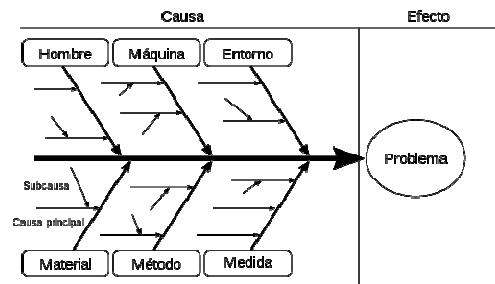 Causa Efecto
Hombre Máquina Entorno
Problema
Subcausa
Causa principal
Material Método Medida